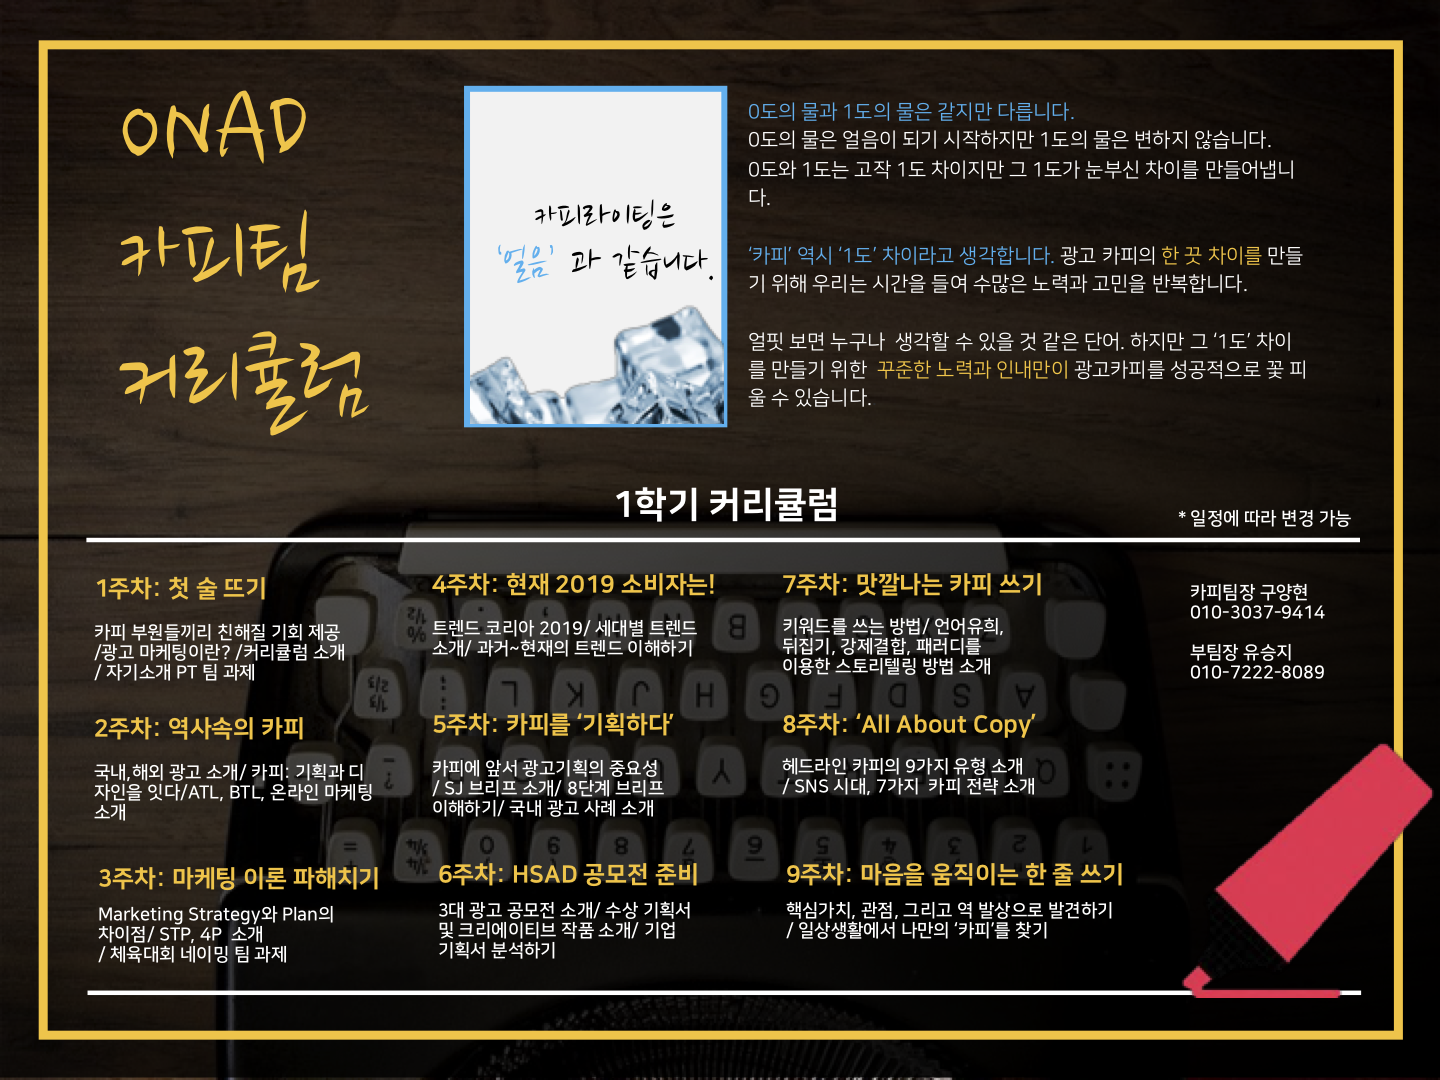 ONAD
카피팀
커리큘럼
카피라이팅은
‘얼음’ 과 같습니다.
0도의 물과 1도의 물은 같지만 다릅니다.
0도의 물은 얼음이 되기 시작하지만 1도의 물은 변하지 않습니다.
0도와 1도는 고작 1도 차이지만 그 1도가 눈부신 차이를 만들어냅니
다.
‘카피’ 역시 ‘1도’ 차이라고 생각합니다. 광고 카피의 한 끗 차이를 만들
기 위해 우리는 시간을 들여 수많은 노력과 고민을 반복합니다.
얼핏 보면 누구나 생각할 수 있을 것 같은 단어. 하지만 그 ‘1도’ 차이
를 만들기 위한 꾸준한 노력과 인내만이 광고카피를 성공적으로 꽃 피
울 수 있습니다.
1학기 커리큘럼
* 일정에 따라 변경 가능
1주차: 첫 술 뜨기
카피 부원들끼리 친해질 기회 제공
/광고 마케팅이란? /커리큘럼 소개
/ 자기소개 PT 팀 과제
2주차: 역사속의 카피
국내,해외 광고 소개/ 카피: 기획과 디
자인을 잇다/ATL, BTL, 온라인 마케팅
소개
3주차: 마케팅 이론 파해치기
Marketing Strategy와 Plan의
차이점/ STP, 4P 소개
/ 체육대회 네이밍 팀 과제
4주차: 현재 2019 소비자는!
트렌드 코리아 2019/ 세대별 트렌드
소개/ 과거~현재의 트렌드 이해하기
5주차: 카피를 ‘기획하다’
카피에 앞서 광고기획의 중요성
/ SJ 브리프 소개/ 8단계 브리프
이해하기/ 국내 광고 사례 소개
6주차: HSAD 공모전 준비
3대 광고 공모전 소개/ 수상 기획서
및 크리에이티브 작품 소개/ 기업
기획서 분석하기
7주차: 맛깔나는 카피 쓰기
키워드를 쓰는 방법/ 언어유희,
뒤집기, 강제결합, 패러디를
이용한 스토리텔링 방법 소개
8주차: ‘All About Copy’
헤드라인 카피의 9가지 유형 소개
/ SNS 시대, 7가지 카피 전략 소개
9주차: 마음을 움직이는 한 줄 쓰기
핵심가치, 관점, 그리고 역 발상으로 발견하기
/ 일상생활에서 나만의 ‘카피’를 찾기
카피팀장 구양현
010-3037-9414
부팀장 유승지
010-7222-8089